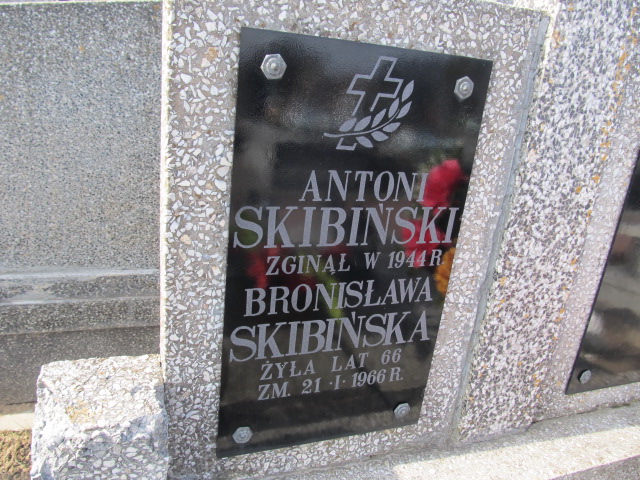 ANTONI
SKIBIŃSKI
ZGINĄŁ W 1944 R
BRONISŁAWA
SKIBIŃSKA
ŻYŁA LAT 66
ZM. 21·I·1966 R.